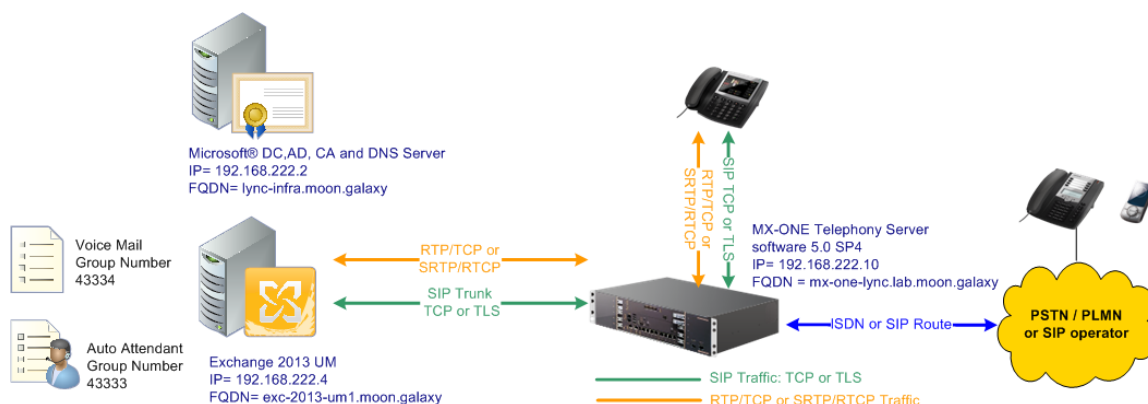 Microsoft® DC,AD, CA and DNS Server
IP= 192.168.222.2
FQDN= lync-infra.moon.galaxy
Voice Mail
Group Number
43334
Auto Attendant
Group Number
43333
Exchange 2013 UM
IP= 192.168.222.4
FQDN= exc-2013-um1.moon.galaxy
RTP/TCP or
SRTP/RTCP
SIP Trunk
TCP or TLS
RTP/TCP or
SRTP/RTCP
SIP TCP or TLS
MX-ONE Telephony Server
software 5.0 SP4
IP= 192.168.222.10
FQDN = mx-one-lync.lab.moon.galaxy
ISDN or SIP Route
PSTN / PLMN
or SIP operator
SIP Traffic: TCP or TLS
RTP/TCP or SRTP/RTCP Traffic